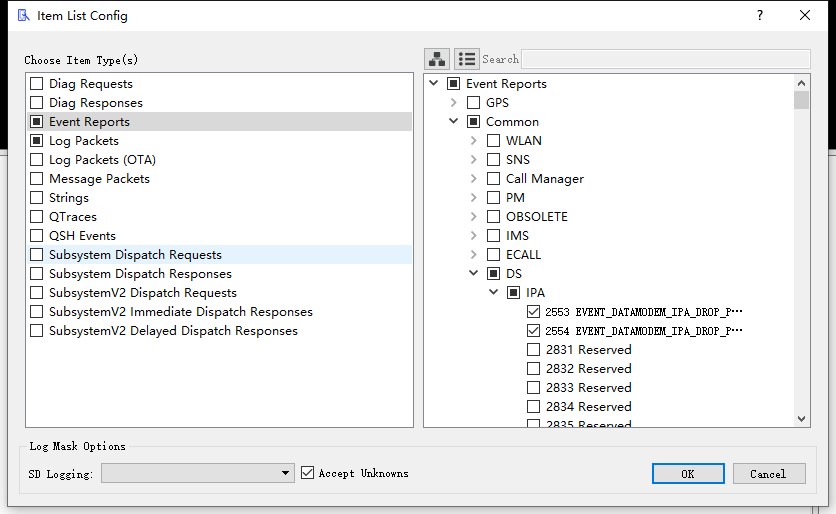 Item List Config
Choose Item Type(s)
Diag Requests
Diag Responses
Event Reports
Log Packets
Log Packets (OTA)
Message Packets
Strings
QTraces
QSH Events
Subsystem Dispatch Requests
Subsystem Dispatch Responses
SubsystemV2 Dispatch Requests
SubsystemV2 Immediate Dispatch Responses
SubsystemV2 Delayed Dispatch Responses
Search
Event Reports
GPS
Common
WLAN
SNS
Call Manager
PM
OBSOLETE
IMS
ECALL
DS
IPA
2553 EVENT_DATAMODEM_IPA_DROP_P···
2554 EVENT_DATAMODEM_IPA_DROP_P···
2831 Reserved
2832 Reserved
2833 Reserved
2834 Reserved
2835 Reserved
Log Mask Options
SD Logging:
Accept Unknowns
OK
Cancel